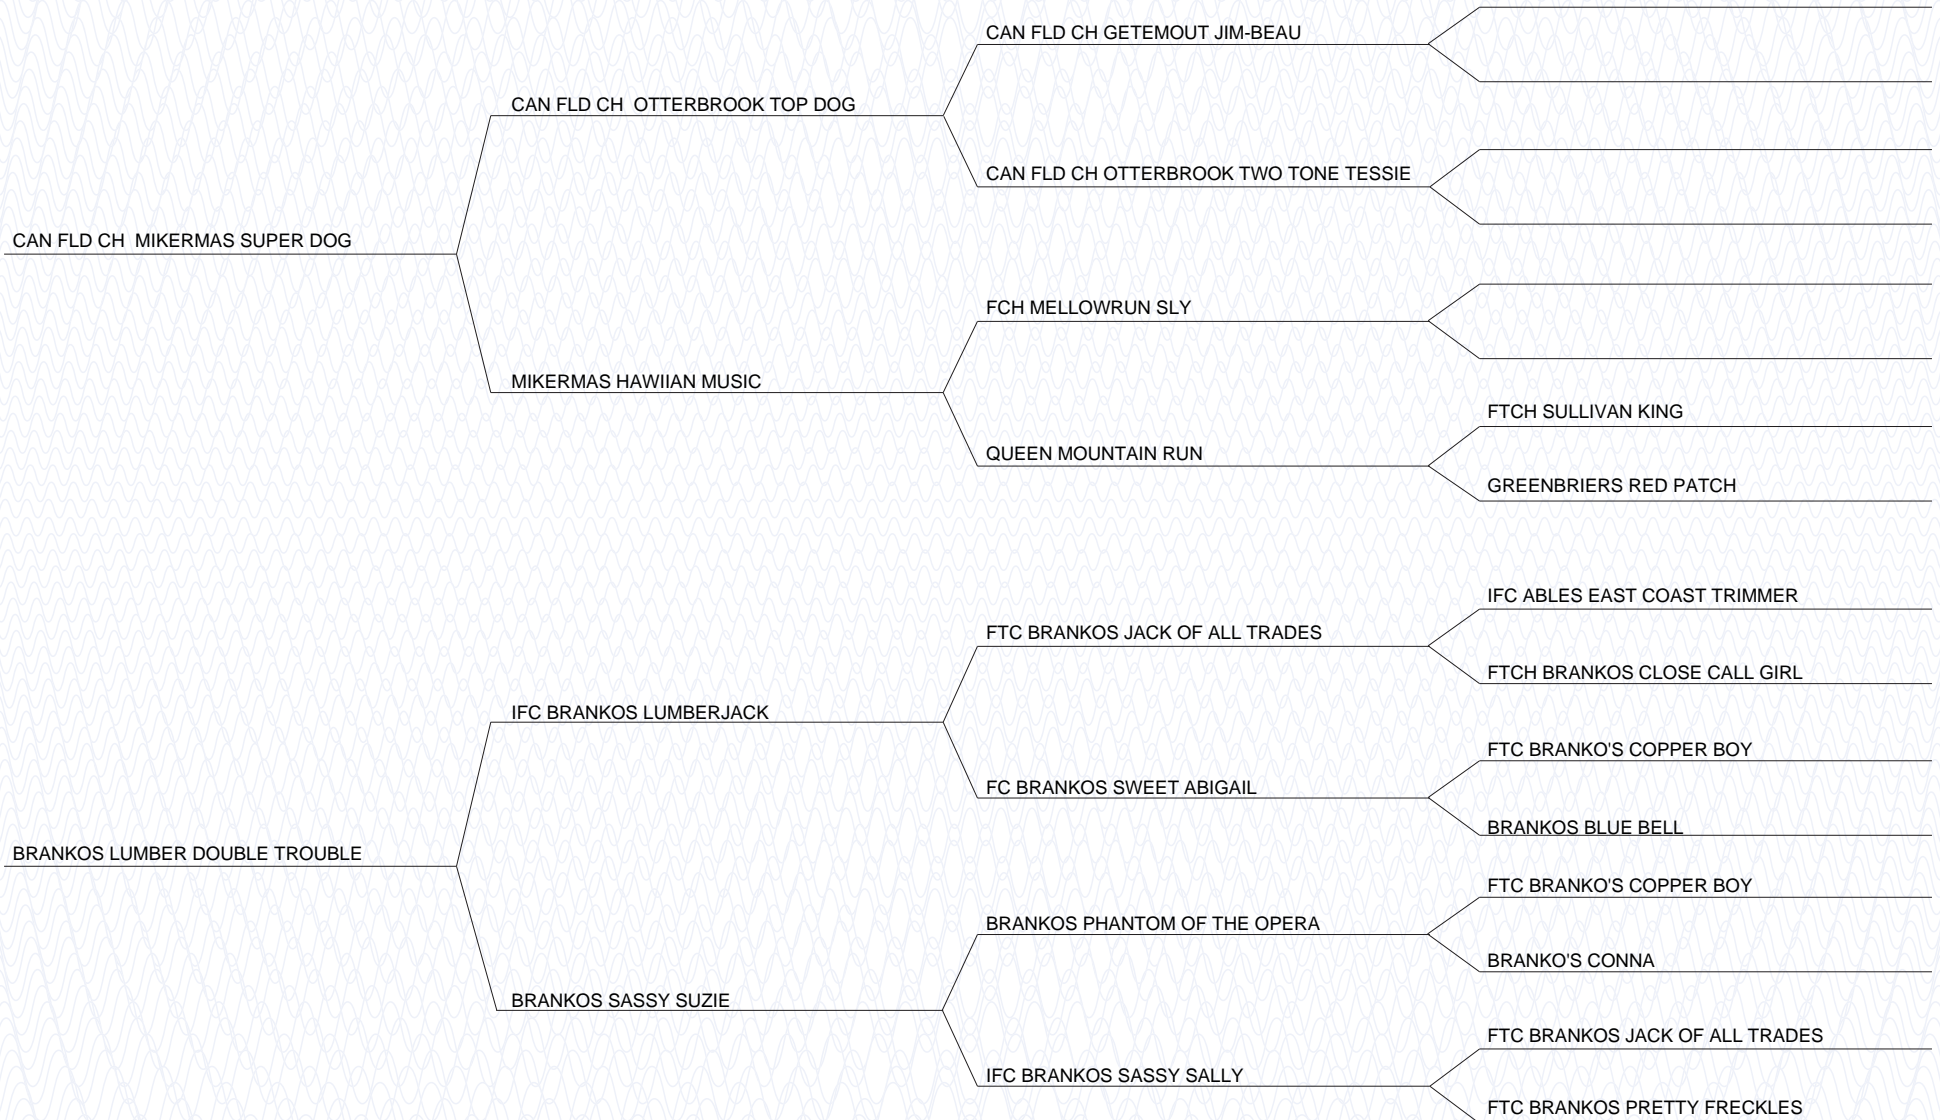 CAN FLD CH GETEMOUT JIM-BEAU
CAN FLD CH  OTTERBROOK TOP DOG
CAN FLD CH OTTERBROOK TWO TONE TESSIE
CAN FLD CH  MIKERMAS SUPER DOG
FCH MELLOWRUN SLY
MIKERMAS HAWIIAN MUSIC
FTCH SULLIVAN KING
QUEEN MOUNTAIN RUN
GREENBRIERS RED PATCH
IFC ABLES EAST COAST TRIMMER
FTC BRANKOS JACK OF ALL TRADES
FTCH BRANKOS CLOSE CALL GIRL
IFC BRANKOS LUMBERJACK
FTC BRANKO'S COPPER BOY
FC BRANKOS SWEET ABIGAIL
BRANKOS BLUE BELL
BRANKOS LUMBER DOUBLE TROUBLE
FTC BRANKO'S COPPER BOY
BRANKOS PHANTOM OF THE OPERA
BRANKO'S CONNA
BRANKOS SASSY SUZIE
FTC BRANKOS JACK OF ALL TRADES
IFC BRANKOS SASSY SALLY
FTC BRANKOS PRETTY FRECKLES